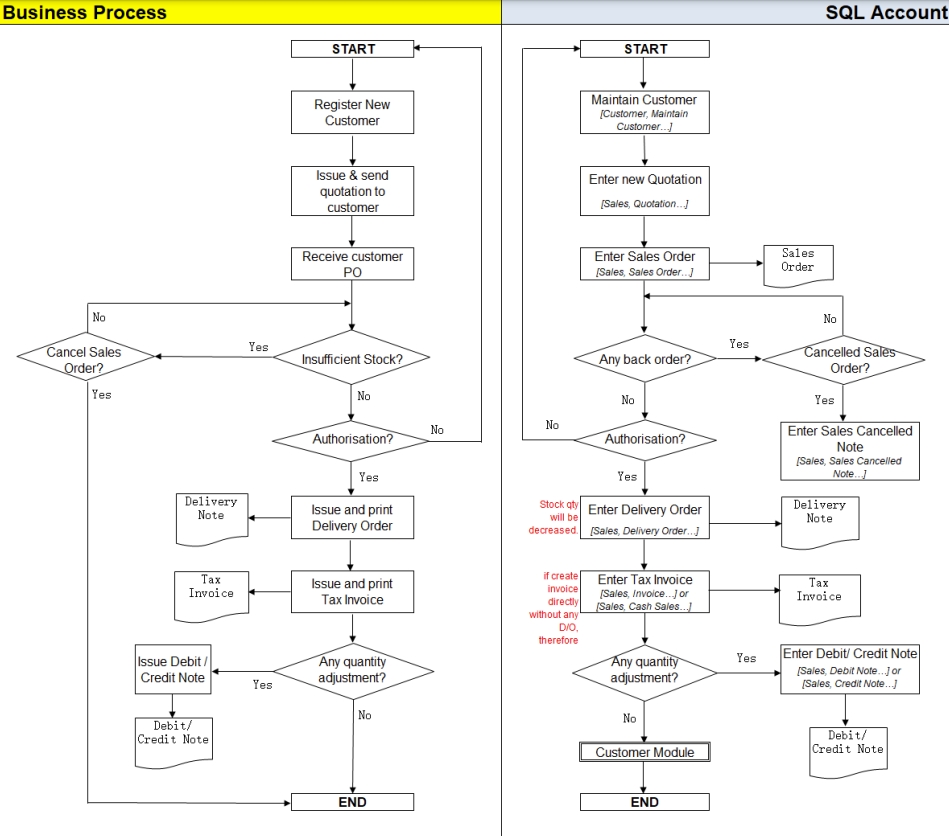 Business Process
SQL Account
START
Register New
Customer
Issue & send
quotation to
customer
Receive customer
PO
No
Cancel Sales
Order?
Yes
Insufficient Stock?
Yes
No
Authorisation?
No
Yes
Delivery
Note
Issue and print
Delivery Order
Tax
Invoice
Issue and print
Tax Invoice
Issue Debit /
Credit Note
Yes
Any quantity
adjustment?
Debit/
Credit Note
No
END
START
Maintain Customer
[Customer, Maintain
Customer…]
Enter new Quotation
[Sales, Quotation…]
Enter Sales Order
[Sales, Sales Order…]
Sales
Order
No
Any back order?
Yes
Cancelled Sales
Order?
No
Yes
No
Authorisation?
Enter Sales Cancelled
Note
[Sales, Sales Cancelled
Note…]
Yes
Stock qty
will be
decreased.
Enter Delivery Order
[Sales, Delivery Order…]
Delivery
Note
if create
invoice
directly
without any
D/O,
therefore
Enter Tax Invoice
[Sales, Invoice…] or
[Sales, Cash Sales…]
Tax
Invoice
Any quantity
adjustment?
Yes
Enter Debit/ Credit Note
[Sales, Debit Note…] or
[Sales, Credit Note…]
No
Debit/
Credit Note
Customer Module
END